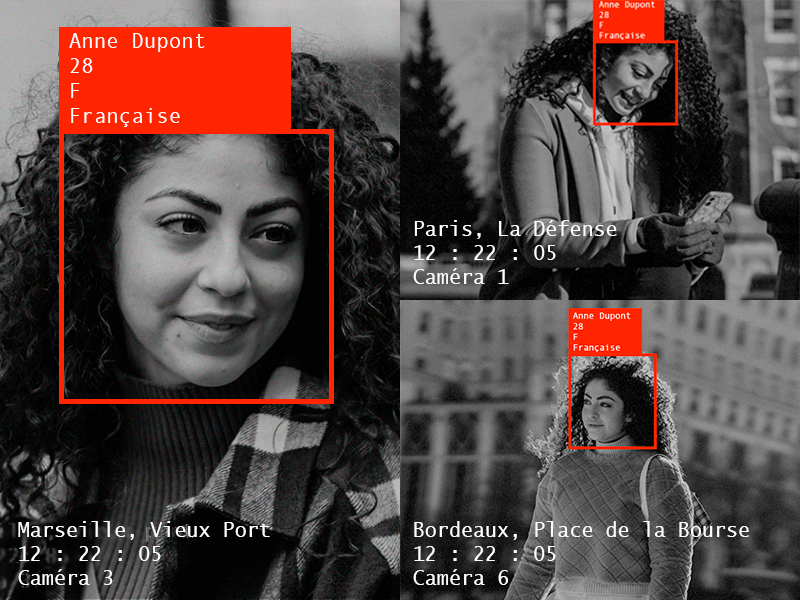 Anne Dupont
28
F
Française
Marseille, Vieux Port
12 : 22 : 05
Caméra 3
Anne Dupont
28
F
Française
Paris, La Défense
12 : 22 : 05
Caméra 1
Anne Dupont
28
F
Française
Bordeaux, Place de la Bourse
12 : 22 : 05
Caméra 6